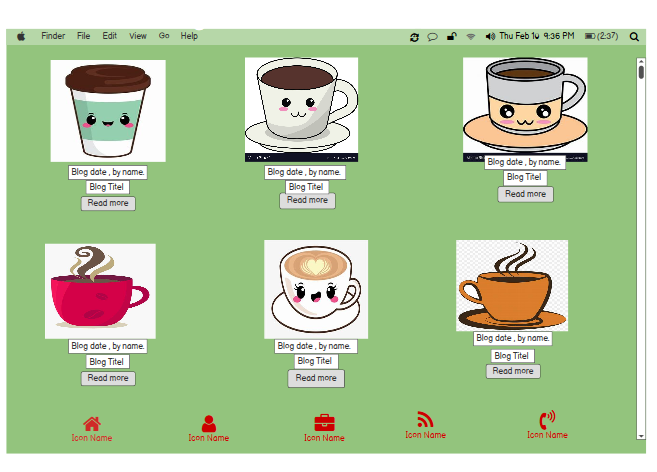 Finder File Edit View Go Help Thu Feb 10 9:36 PM (2:37)
Blog date , by name. Blog date , by name. Blog date , by name.
Blog Titel Blog Titel Blog Titel
Read more Read more Read more
Blog date , by name. Blog date , by name. Blog date , by name.
Blog Titel Blog Titel Blog Titel
Read more Read more Read more
Icon Name Icon Name Icon Name Icon Name Icon Name